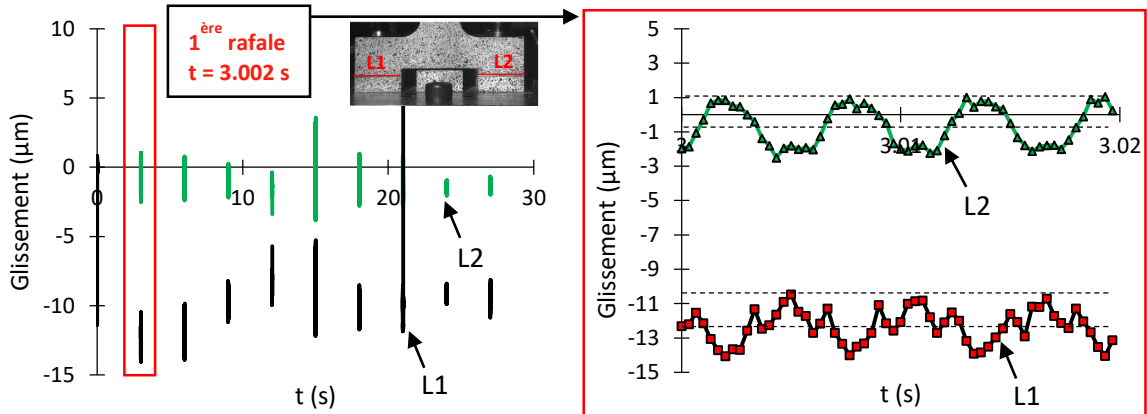 10
5
0
-5
-10
-15
0
10
20
30
Glissement (µm)
t (s)
1ère rafale
t = 3.002 s
L1
L2
L2
L1
5
3
1
-1
-3
-5
-7
-9
-11
-13
-15
3
3.01
3.02
Glissement (µm)
t (s)
L2
L1